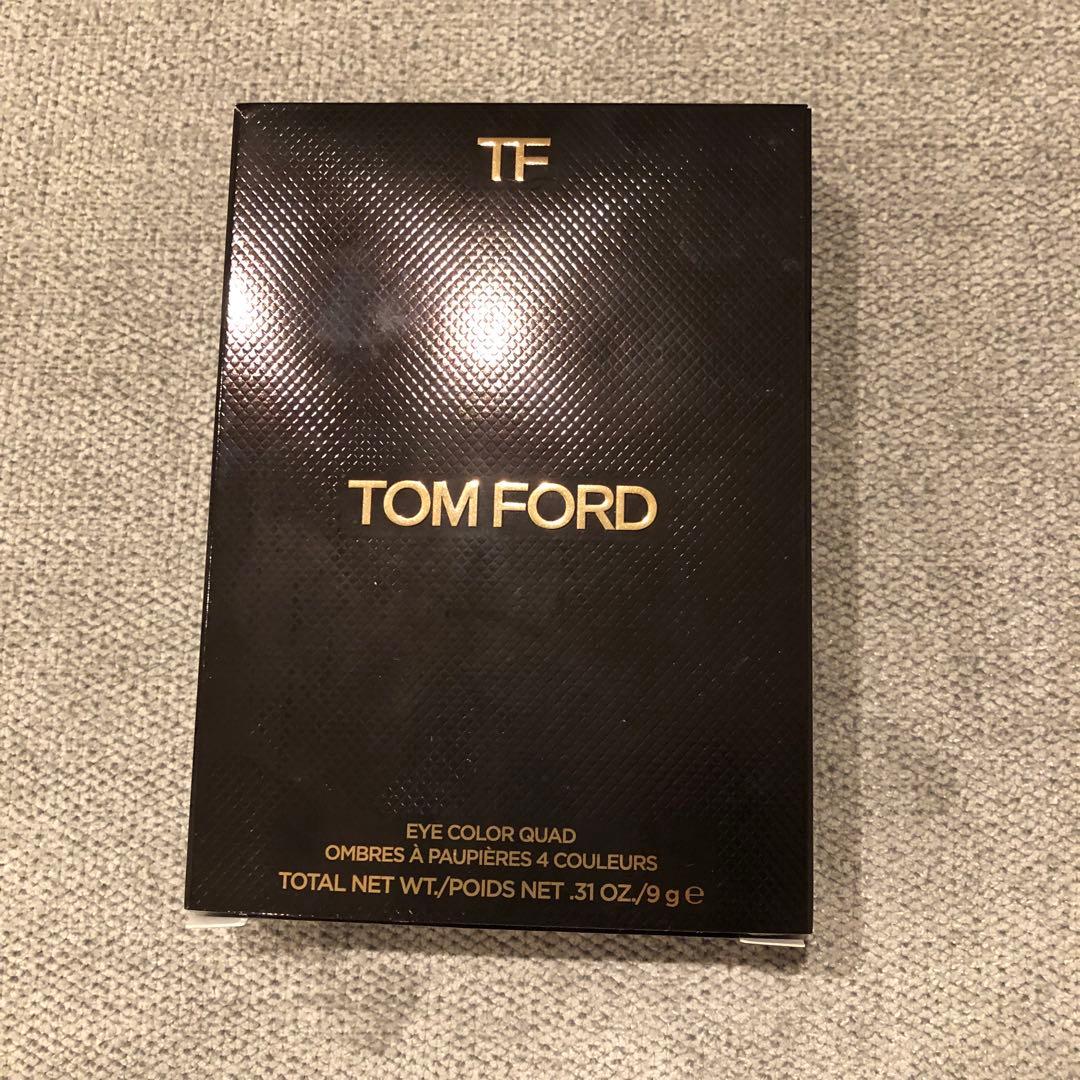 TF
TOM FORD
EYE COLOR QUAD
OMBRES À PAUPIÈRES 4 COULEURS
TOTAL NET WT./POIDS NET .31 OZ./9 g ℮